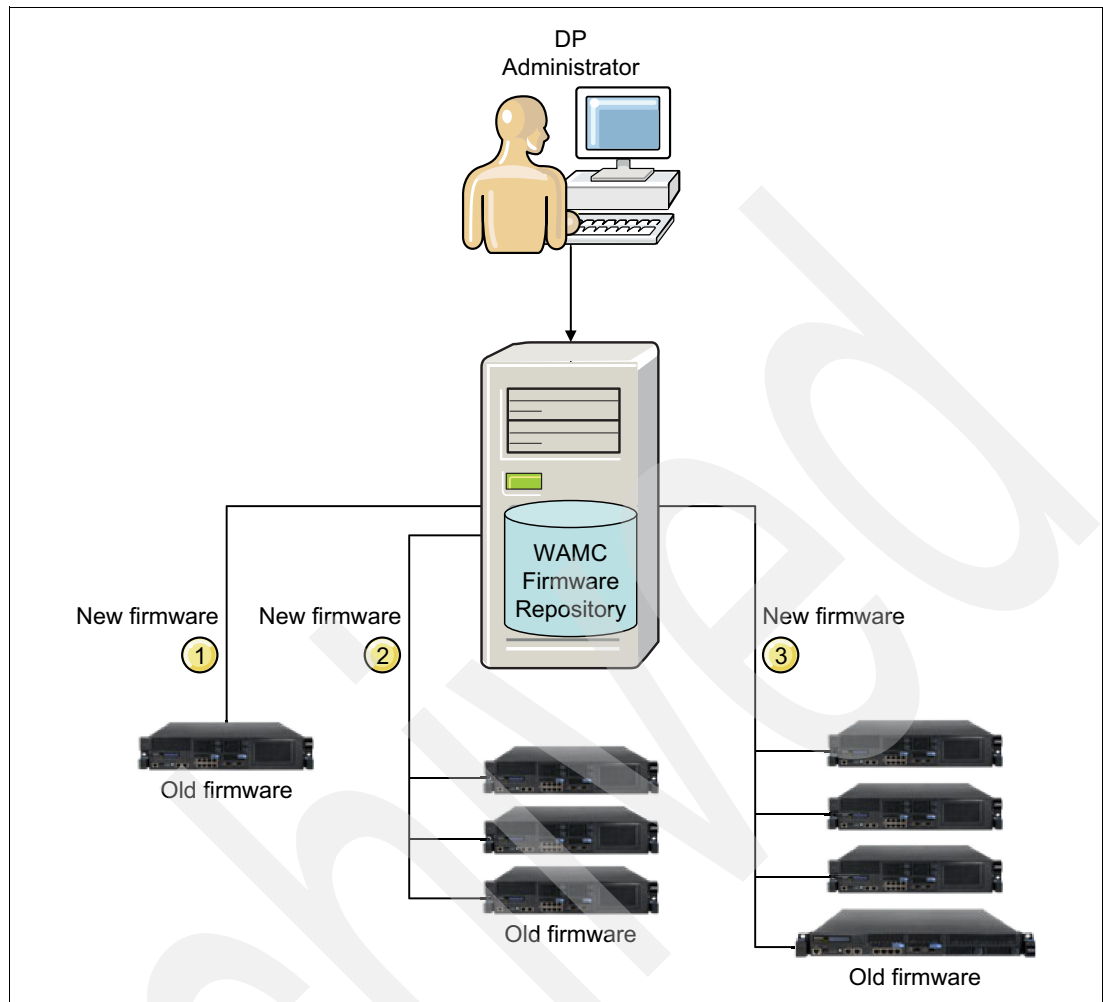 DP
Administrator
WAMC
Firmware
Repository
New firmware
1
New firmware
2
New firmware
3
Old firmware
Old firmware
Old firmware